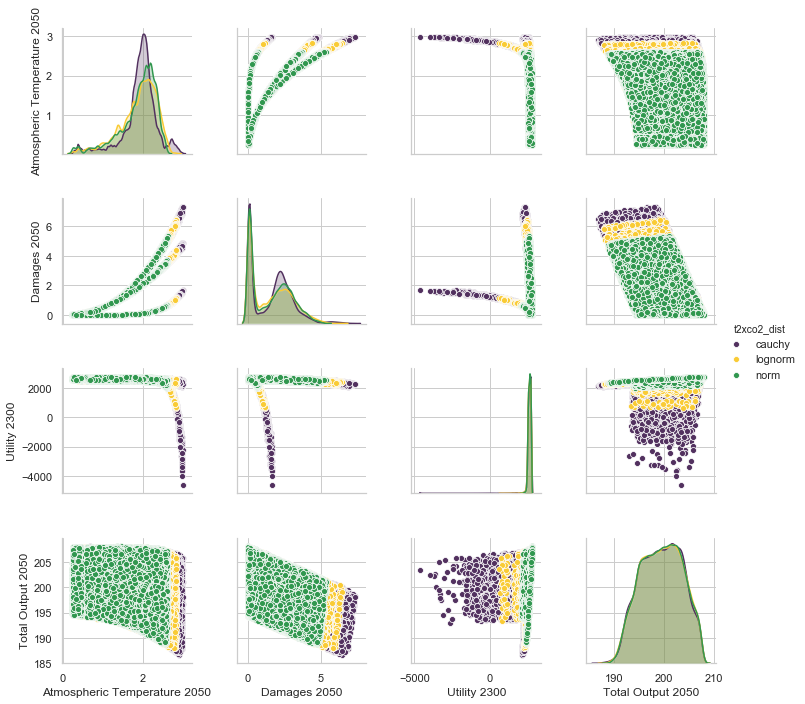 Atmospheric Temperature 2050
3
2
1
Damages 2050
6
4
2
0
Utility 2300
2000
0
−2000
−4000
Total Output 2050
205
200
195
190
185
0
2
Atmospheric Temperature 2050
0
5
Damages 2050
−5000
0
Utility 2300
190
200
210
Total Output 2050
t2xco2_dist
cauchy
lognorm
norm